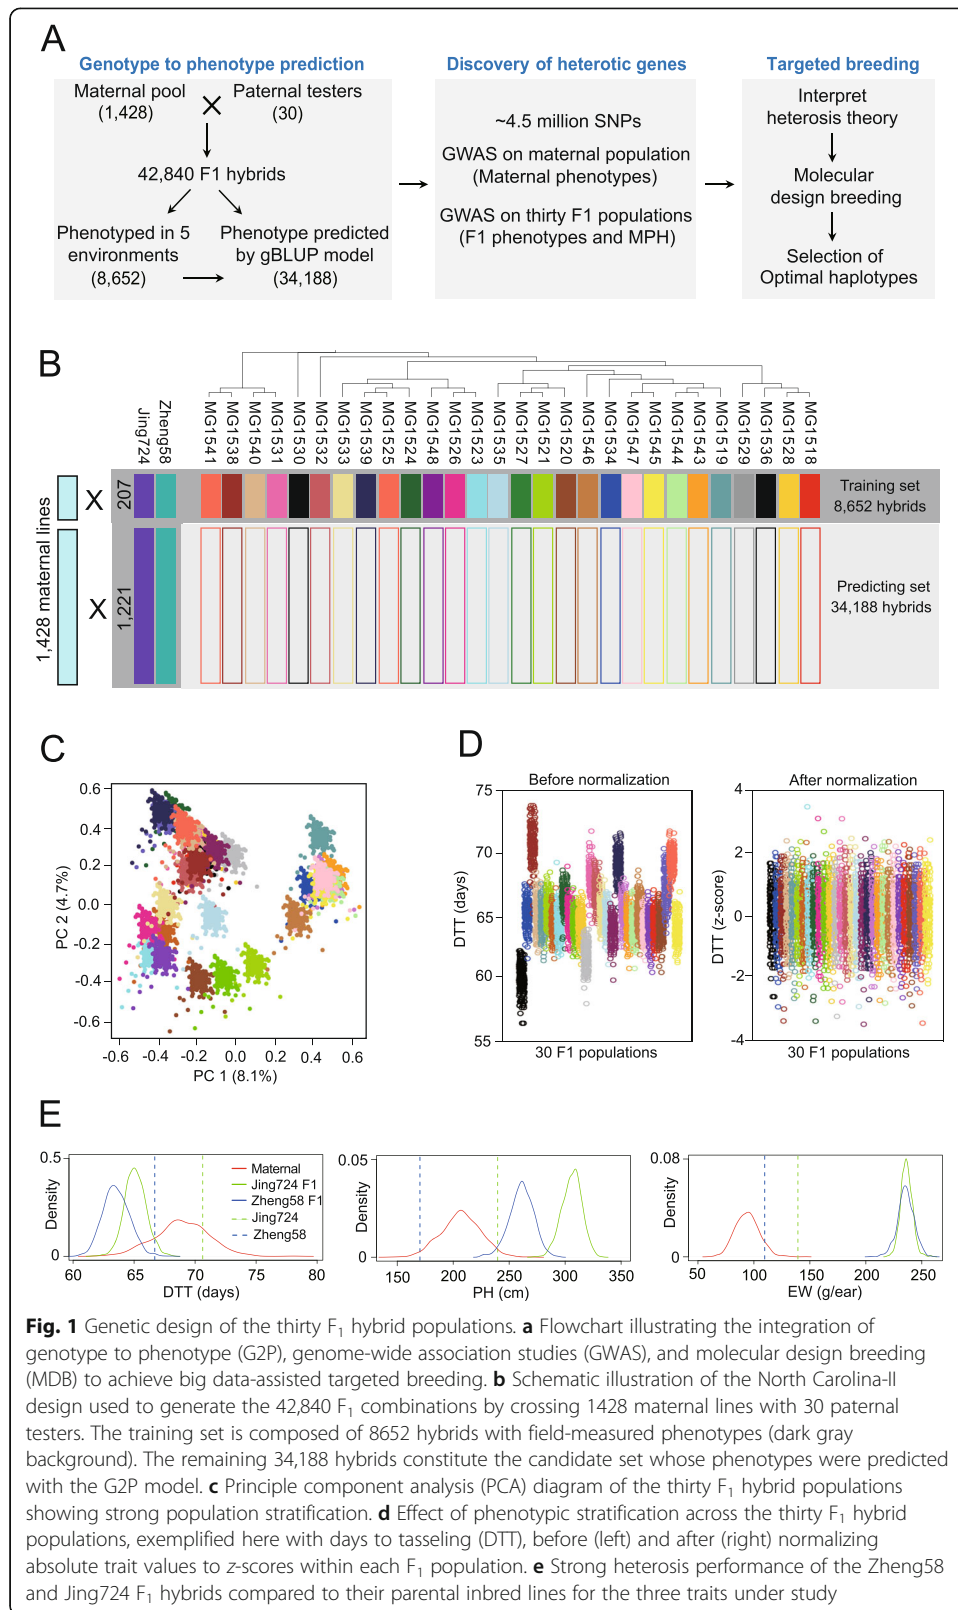 A
Genotype to phenotype prediction
Maternal pool
(1,428)
Paternal testers
(30)
42,840 F1 hybrids
Phenotyped in 5
environments
(8,652)
Phenotype predicted
by gBLUP model
(34,188)
Discovery of heterotic genes
~4.5 million SNPs
GWAS on maternal population
(Maternal phenotypes)
GWAS on thirty F1 populations
(F1 phenotypes and MPH)
Targeted breeding
Interpret
heterosis theory
Molecular
design breeding
Selection of
Optimal haplotypes
B
Jing724
Zheng58
MG1541
MG1538
MG1540
MG1531
MG1530
MG1532
MG1533
MG1539
MG1525
MG1524
MG1548
MG1526
MG1523
MG1535
MG1527
MG1521
MG1520
MG1546
MG1534
MG1547
MG1545
MG1544
MG1543
MG1519
MG1529
MG1536
MG1528
MG1518
1,428 maternal lines
X
207
Training set
8,652 hybrids
X
1,221
Predicting set
34,188 hybrids
C
0.6
0.4
0.2
0.0
-0.2
-0.4
-0.6
PC 2 (4.7%)
-0.6 -0.4 -0.2 0.0 0.2 0.4 0.6
PC 1 (8.1%)
D
Before normalization
75
70
65
60
55
DTT (days)
30 F1 populations
After normalization
4
2
0
-2
-4
DTT (z-score)
30 F1 populations
E
0.5
0
Density
60 65 70 75 80
DTT (days)
Maternal
Jing724 F1
Zheng58 F1
Jing724
Zheng58
0.05
0
Density
150 200 250 300 350
PH (cm)
0.08
0
Density
50 100 150 200 250
EW (g/ear)
Fig. 1 Genetic design of the thirty F1 hybrid populations. a Flowchart illustrating the integration of
genotype to phenotype (G2P), genome-wide association studies (GWAS), and molecular design breeding
(MDB) to achieve big data-assisted targeted breeding. b Schematic illustration of the North Carolina-II
design used to generate the 42,840 F1 combinations by crossing 1428 maternal lines with 30 paternal
testers. The training set is composed of 8652 hybrids with field-measured phenotypes (dark gray
background). The remaining 34,188 hybrids constitute the candidate set whose phenotypes were predicted
with the G2P model. c Principle component analysis (PCA) diagram of the thirty F1 hybrid populations
showing strong population stratification. d Effect of phenotypic stratification across the thirty F1 hybrid
populations, exemplified here with days to tasseling (DTT), before (left) and after (right) normalizing
absolute trait values to z-scores within each F1 population. e Strong heterosis performance of the Zheng58
and Jing724 F1 hybrids compared to their parental inbred lines for the three traits under study